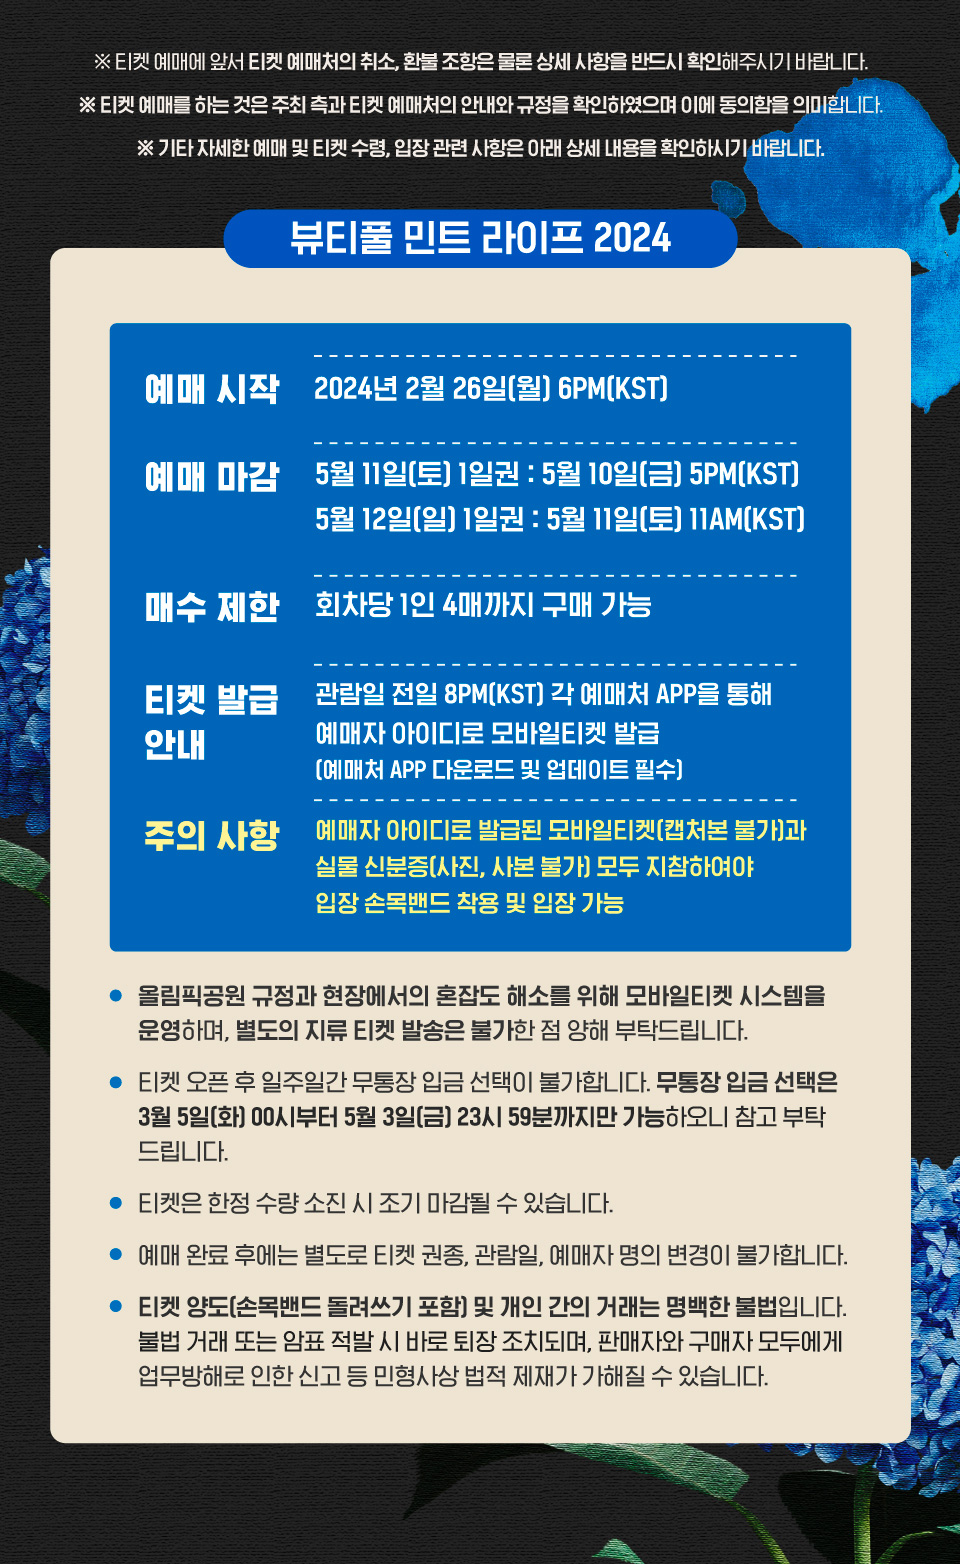 ※ 티켓 예매에 앞서 티켓 예매처의 취소, 환불 조항은 물론 상세 사항을 반드시 확인해주시기 바랍니다.
※ 티켓 예매를 하는 것은 주최 측과 티켓 예매처의 안내와 규정을 확인하였으며 이에 동의함을 의미합니다.
※ 기타 자세한 예매 및 티켓 수령, 입장 관련 사항은 아래 상세 내용을 확인하시기 바랍니다.
뷰티풀 민트 라이프 2024
예매 시작
2024년 2월 26일(월) 6PM(KST)
예매 마감
5월 11일(토) 1일권 : 5월 10일(금) 5PM(KST)
5월 12일(일) 1일권 : 5월 11일(토) 11AM(KST)
매수 제한
회차당 1인 4매까지 구매 가능
티켓 발급
안내
관람일 전일 8PM(KST) 각 예매처 APP을 통해
예매자 아이디로 모바일티켓 발급
(예매처 APP 다운로드 및 업데이트 필수)
주의 사항
예매자 아이디로 발급된 모바일티켓(캡처본 불가)과
실물 신분증(사진, 사본 불가) 모두 지참하여야
입장 손목밴드 착용 및 입장 가능
● 올림픽공원 규정과 현장에서의 혼잡도 해소를 위해 모바일티켓 시스템을
운영하며, 별도의 지류 티켓 발송은 불가한 점 양해 부탁드립니다.
● 티켓 오픈 후 일주일간 무통장 입금 선택이 불가합니다. 무통장 입금 선택은
3월 5일(화) 00시부터 5월 3일(금) 23시 59분까지만 가능하오니 참고 부탁
드립니다.
● 티켓은 한정 수량 소진 시 조기 마감될 수 있습니다.
● 예매 완료 후에는 별도로 티켓 권종, 관람일, 예매자 명의 변경이 불가합니다.
● 티켓 양도(손목밴드 돌려쓰기 포함) 및 개인 간의 거래는 명백한 불법입니다.
불법 거래 또는 암표 적발 시 바로 퇴장 조치되며, 판매자와 구매자 모두에게
업무방해로 인한 신고 등 민형사상 법적 제재가 가해질 수 있습니다.